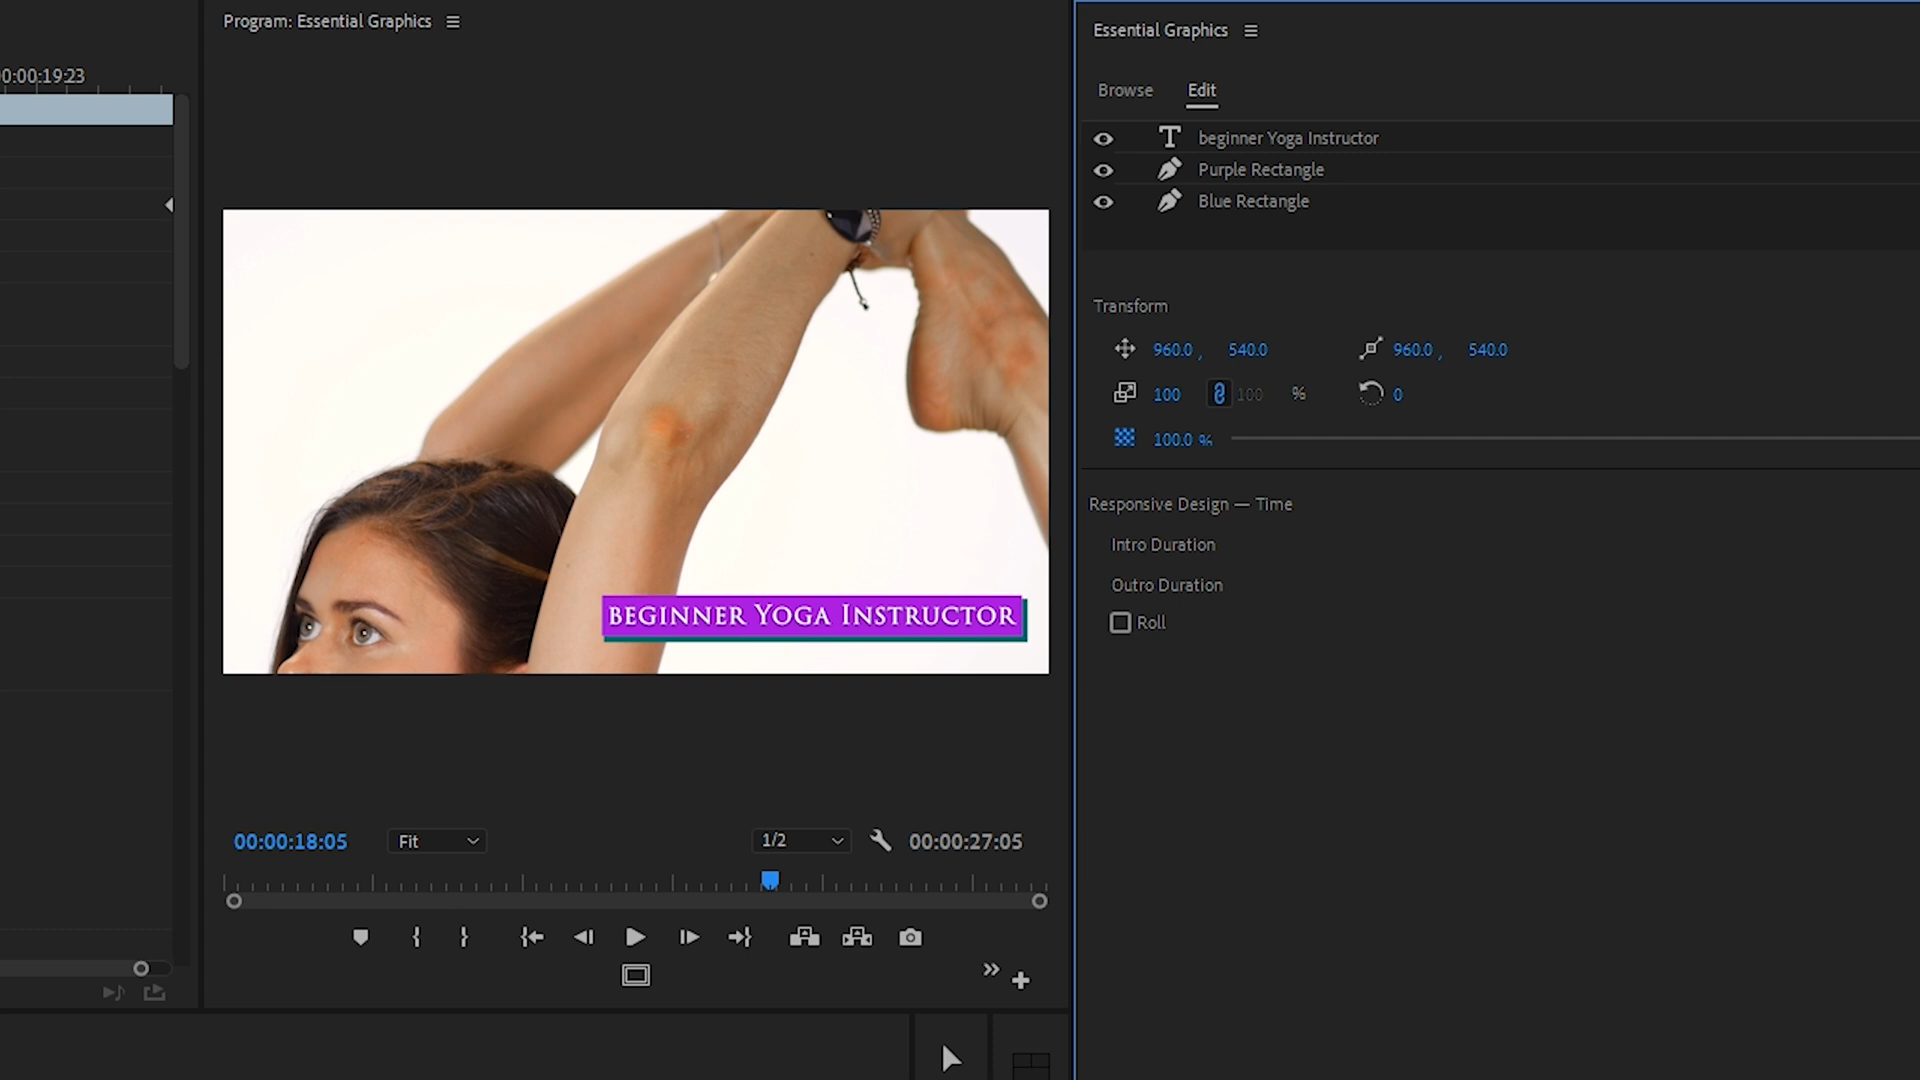 Program: Essential Graphics
0:00:19:23
beginner Yoga Instructor
00:00:18:05
Fit
1/2
00:00:27:05
Essential Graphics
Browse Edit
beginner Yoga Instructor
Purple Rectangle
Blue Rectangle
Transform
960.0 , 540.0 960.0 , 540.0
100 100 % 0
100.0 %
Responsive Design — Time
Intro Duration
Outro Duration
Roll